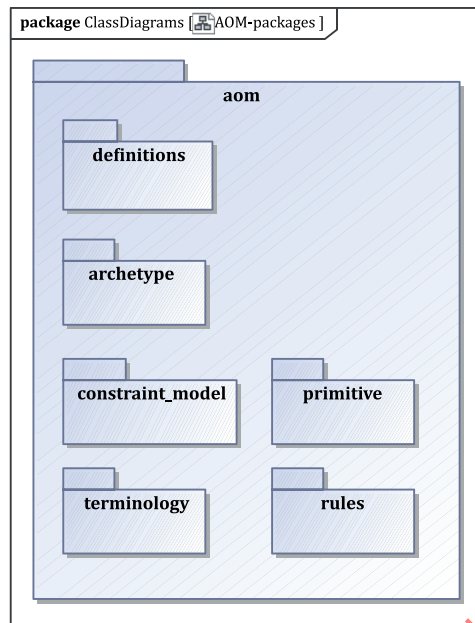 package ClassDiagrams [ AOM-packages ]
aom
definitions
archetype
constraint_model
primitive
terminology
rules